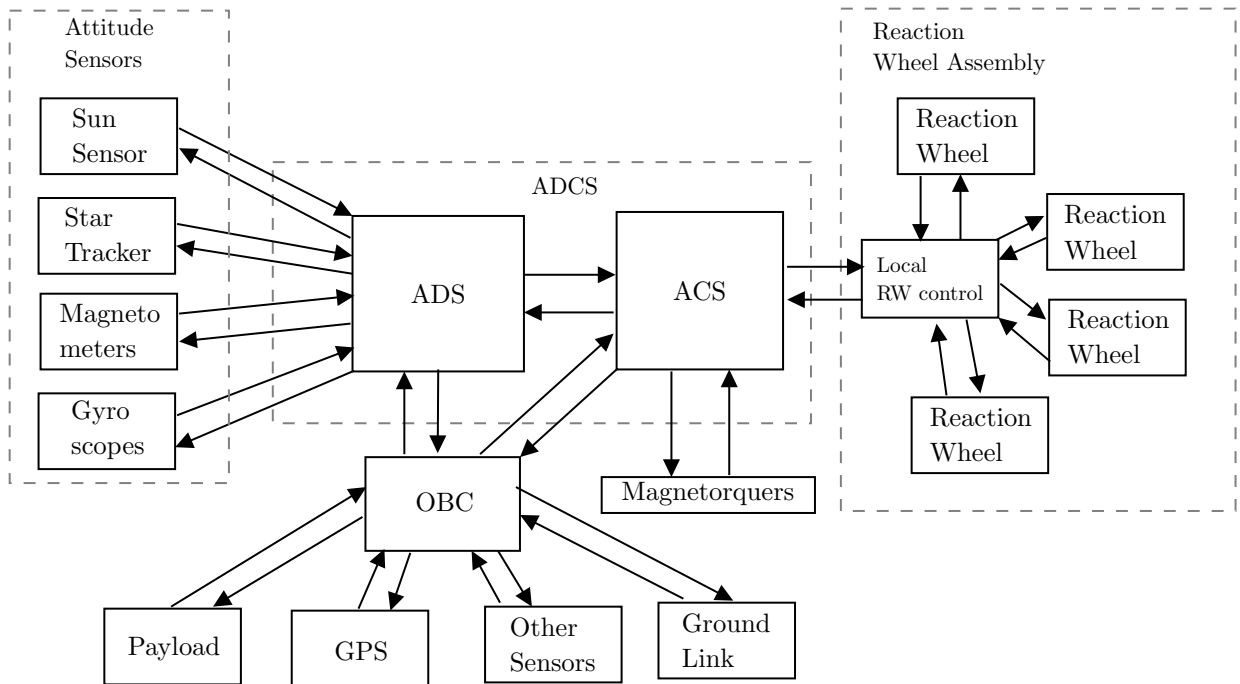 Attitude
Sensors
Sun
Sensor
Star
Tracker
Magneto
meters
Gyro
scopes
ADCS
ADS
ACS
OBC
Magnetorquers
Payload
GPS
Other
Sensors
Ground
Link
Reaction
Wheel Assembly
Reaction
Wheel
Reaction
Wheel
Local
RW control
Reaction
Wheel
Reaction
Wheel